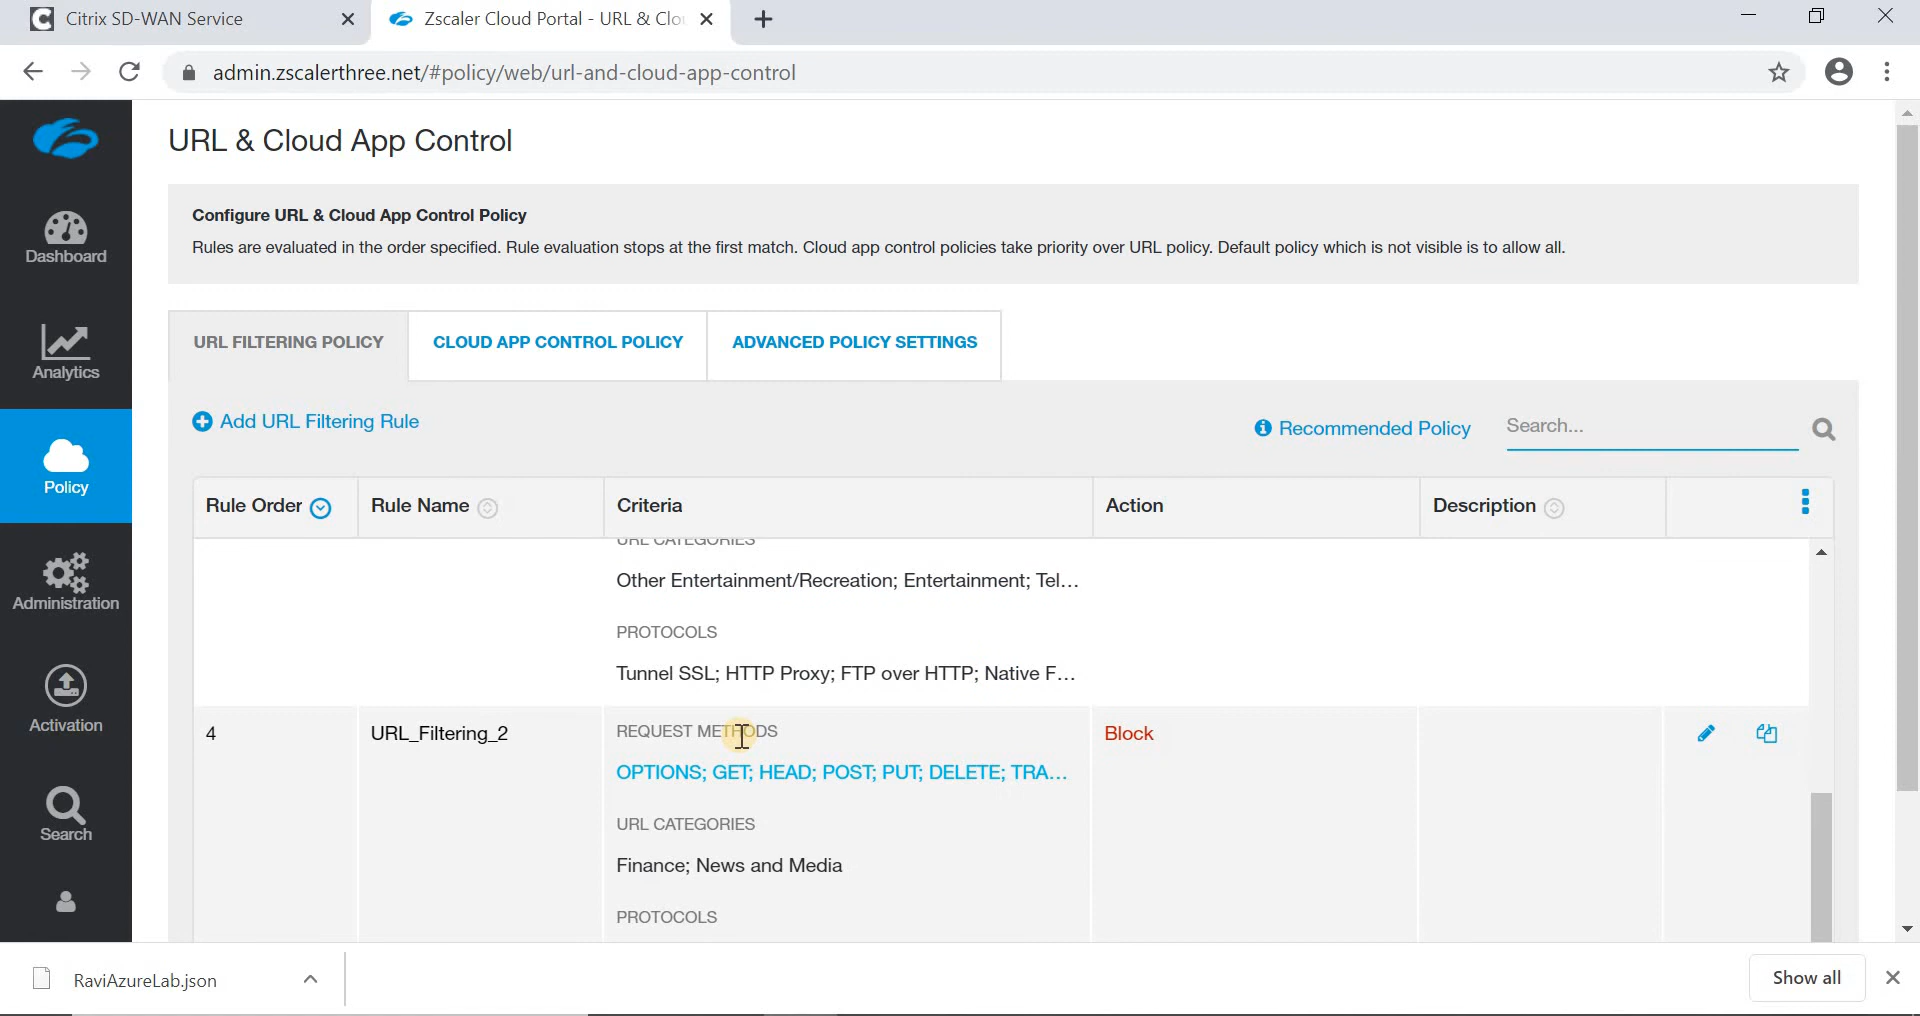 Citrix SD-WAN Service
Zscaler Cloud Portal - URL & Clou
admin.zscalerthree.net/#policy/web/url-and-cloud-app-control
URL & Cloud App Control
Configure URL & Cloud App Control Policy
Rules are evaluated in the order specified. Rule evaluation stops at the first match. Cloud app control policies take priority over URL policy. Default policy which is not visible is to allow all.
Dashboard
Analytics
Policy
Administration
Activation
Search
URL FILTERING POLICY
CLOUD APP CONTROL POLICY
ADVANCED POLICY SETTINGS
Add URL Filtering Rule
Recommended Policy
Search...
Rule Order
Rule Name
Criteria
Action
Description
URL CATEGORIES
Other Entertainment/Recreation; Entertainment; Tel...
PROTOCOLS
Tunnel SSL; HTTP Proxy; FTP over HTTP; Native F...
4
URL_Filtering_2
REQUEST METHODS
Block
OPTIONS; GET; HEAD; POST; PUT; DELETE; TRA...
URL CATEGORIES
Finance; News and Media
PROTOCOLS
RaviAzureLab.json
Show all